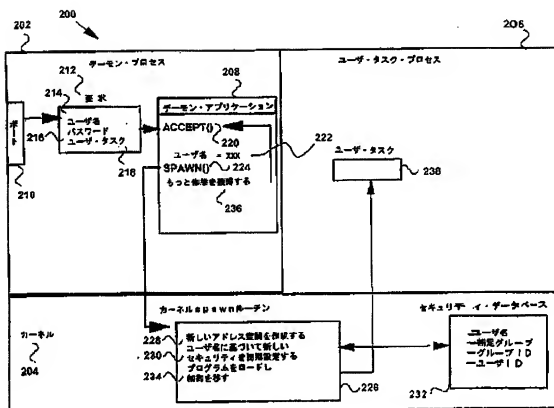 200
202
206
デーモン・プロセス
ユーザ・タスク・プロセス
212
要求
214
208
デーモン・アプリケーション
ポート
ユーザ名
パスワード
ユーザ・タスク
216
218
ACCEPT()
220
222
ユーザ名 = xxx
SPAWN()
224
もっと作業を獲得する
236
210
ユーザ・タスク
238
カーネル
204
カーネルspawnルーチン
セキュリティ・データベース
228
新しいアドレス空間を作成する
ユーザ名に基づいて新しい
230
セキュリティを初期設定する
プログラムをロードし
234
制御を移す
226
ユーザ名
ー制定グループ
ーグループID
ーユーザID
232